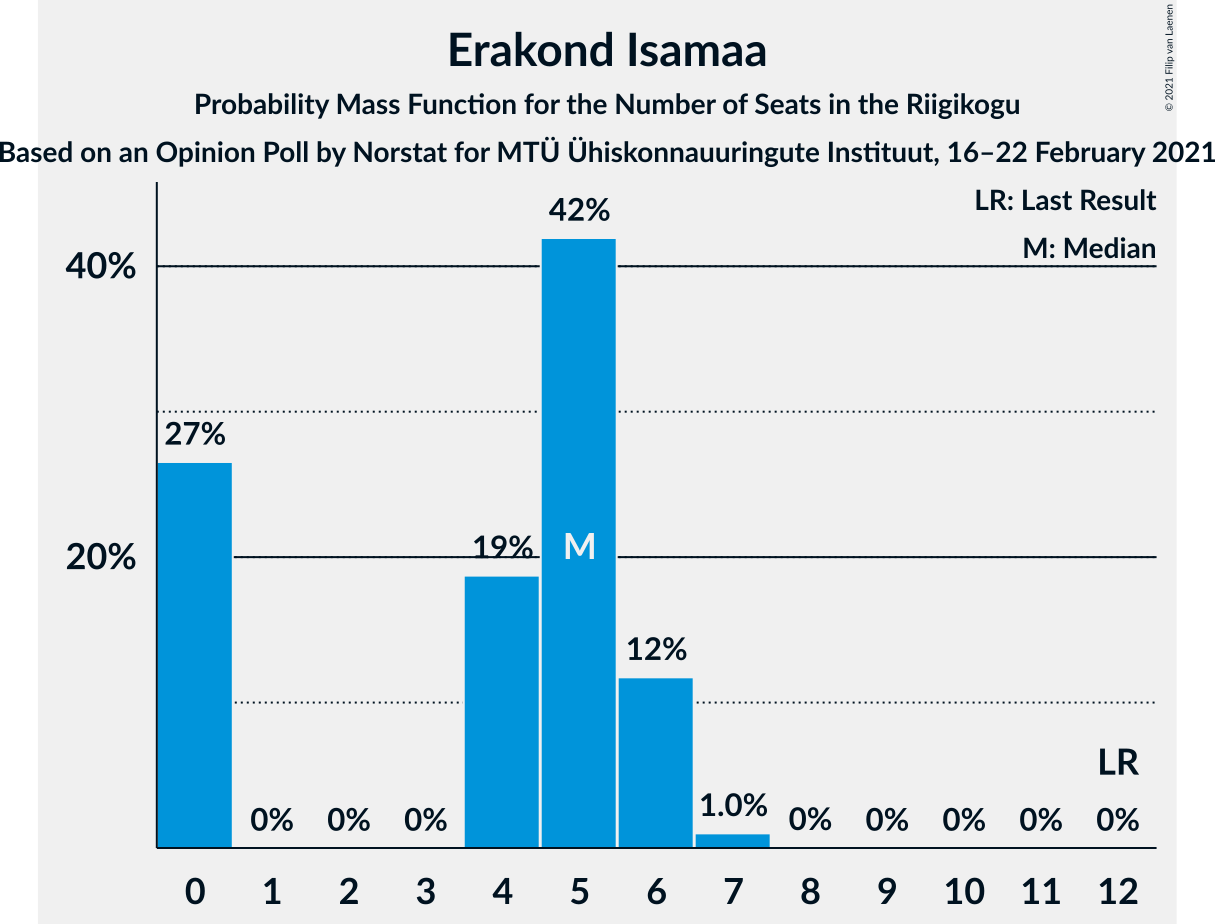 Erakond Isamaa
Probability Mass Function for the Number of Seats in the Riigikogu
Based on an Opinion Poll by Norstat for MTÜ Ühiskonnauuringute Instituut, 16–22 February 2021
© 2021 Filip van Laenen
LR: Last Result
M: Median
42%
40%
27%
20%
19%
M
12%
LR
1.0%
0% 0% 0% 0% 0% 0% 0% 0%
0 1 2 3 4 5 6 7 8 9 10 11 12